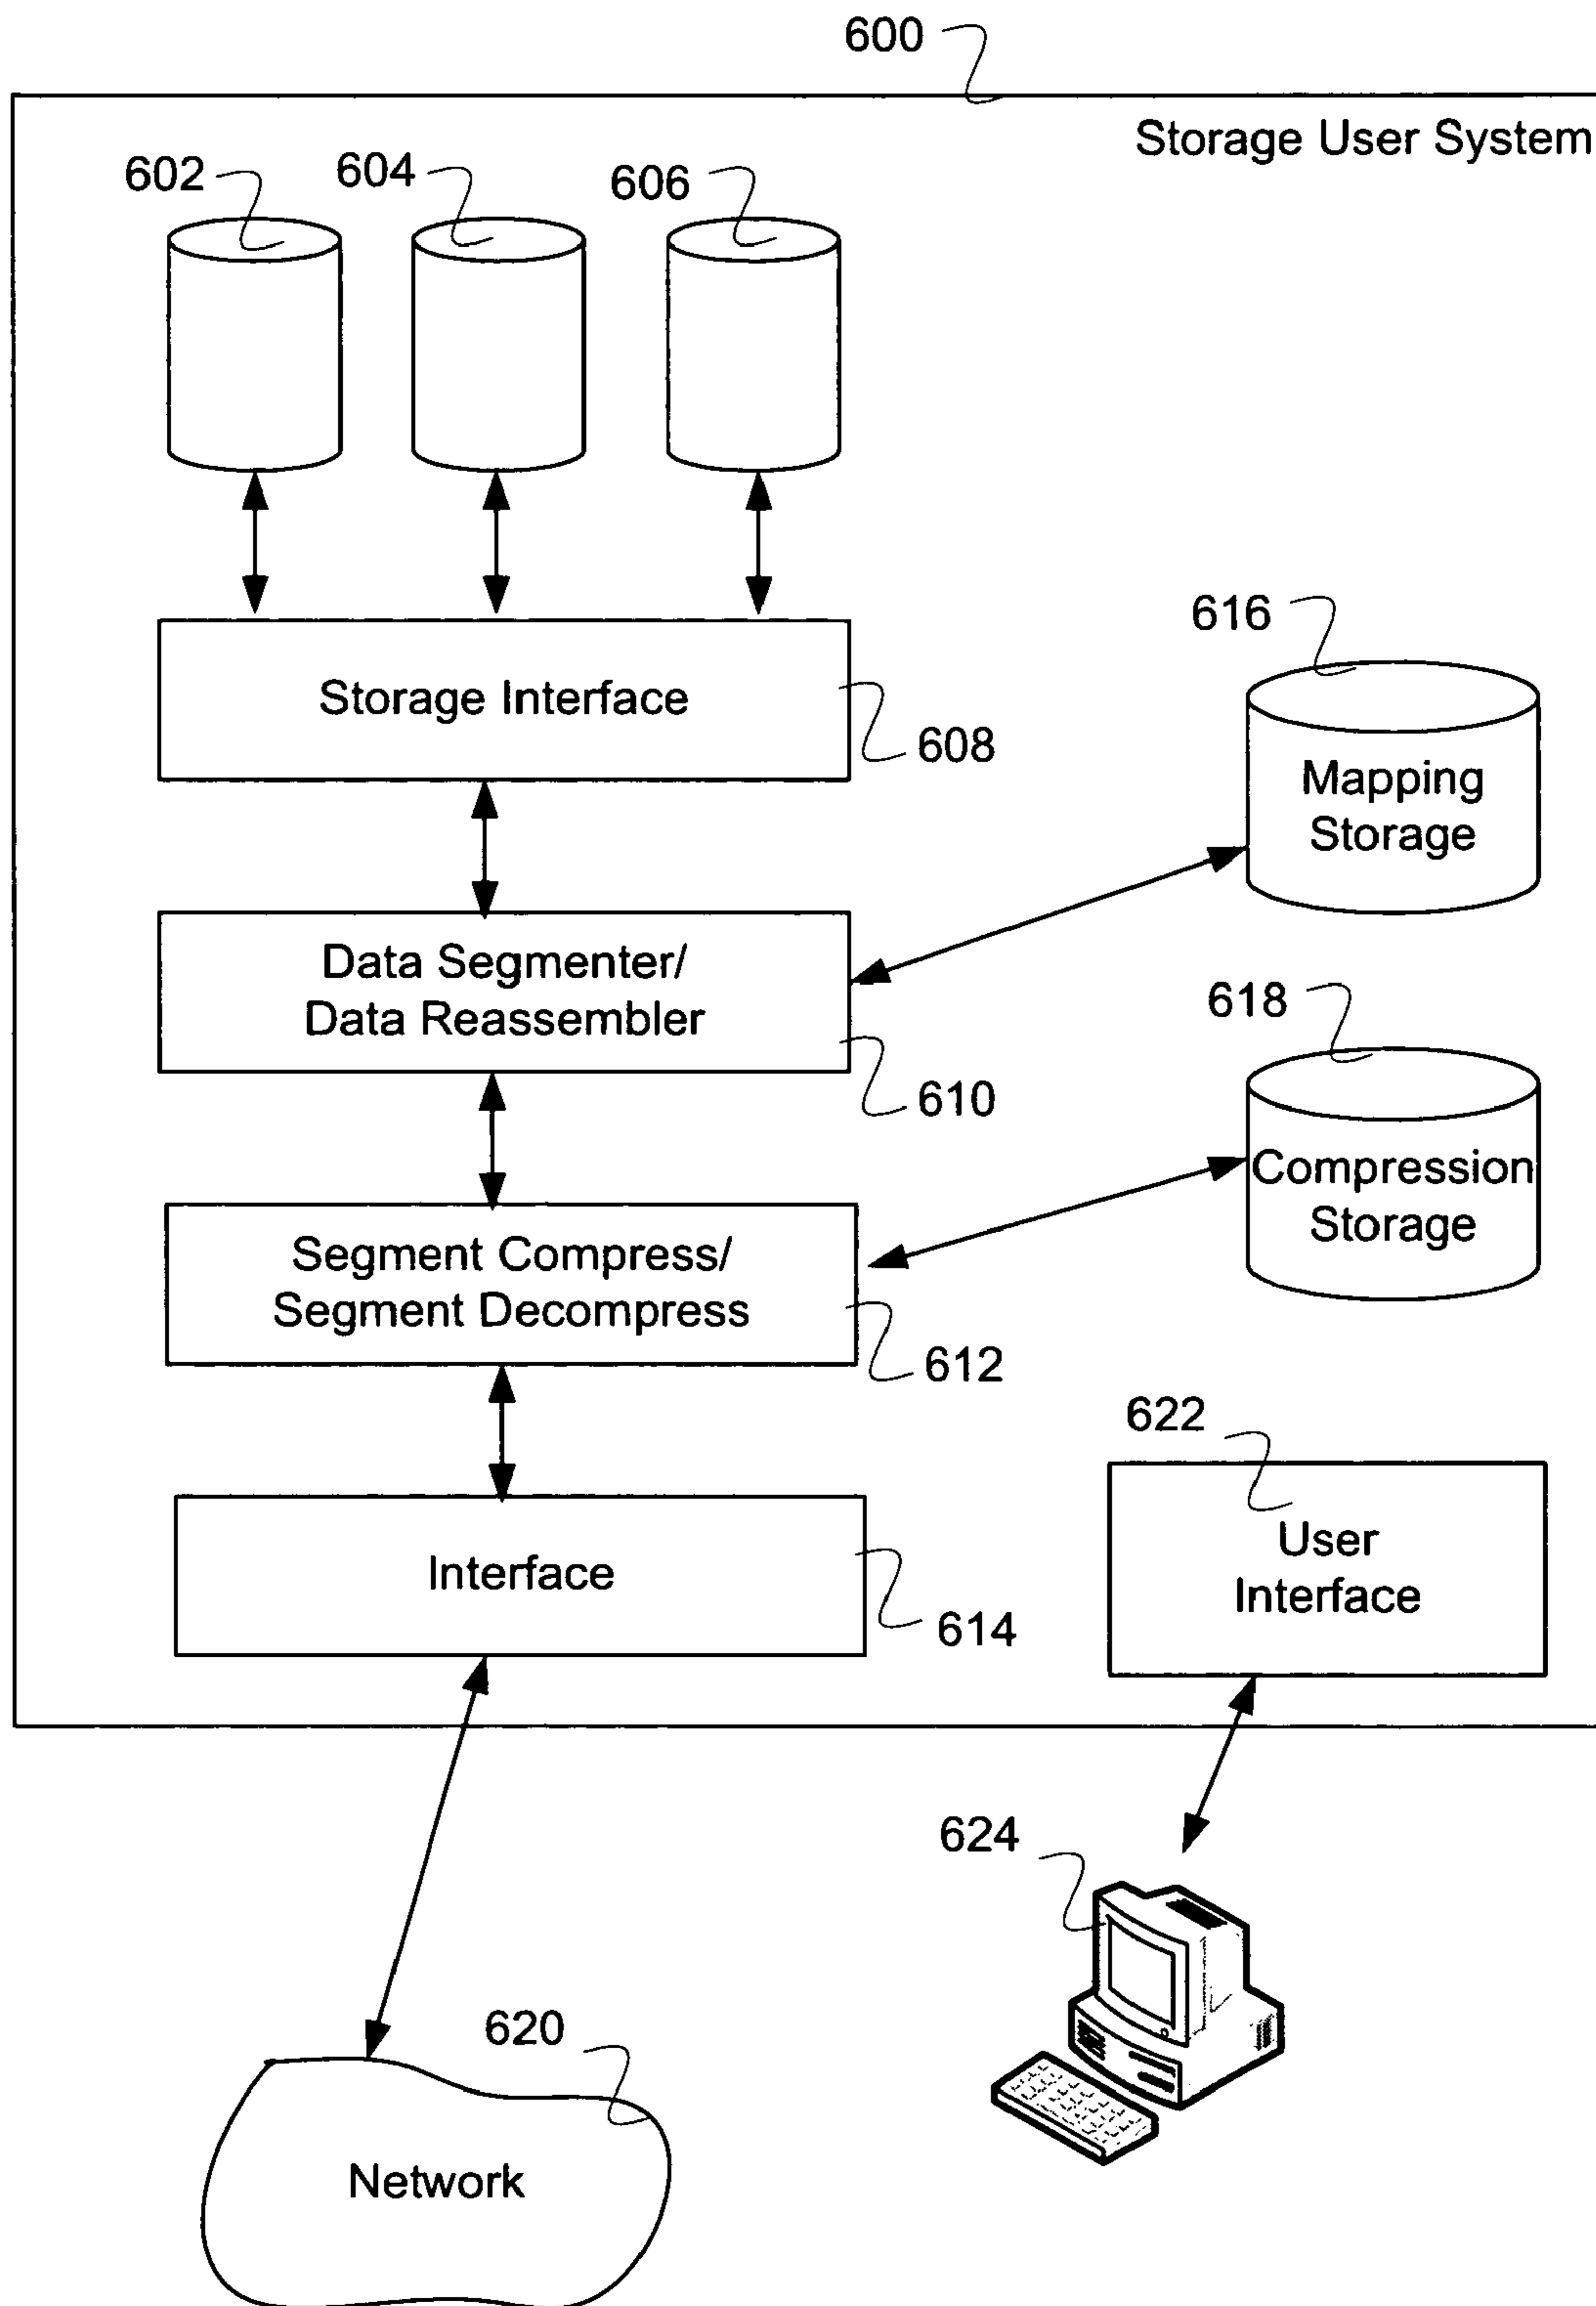 600
Storage User System
602
604
606
Storage Interface
608
616
Mapping
Storage
Data Segmenter/
Data Reassembler
610
618
Compression
Storage
Segment Compress/
Segment Decompress
612
622
User
Interface
Interface
614
624
620
Network